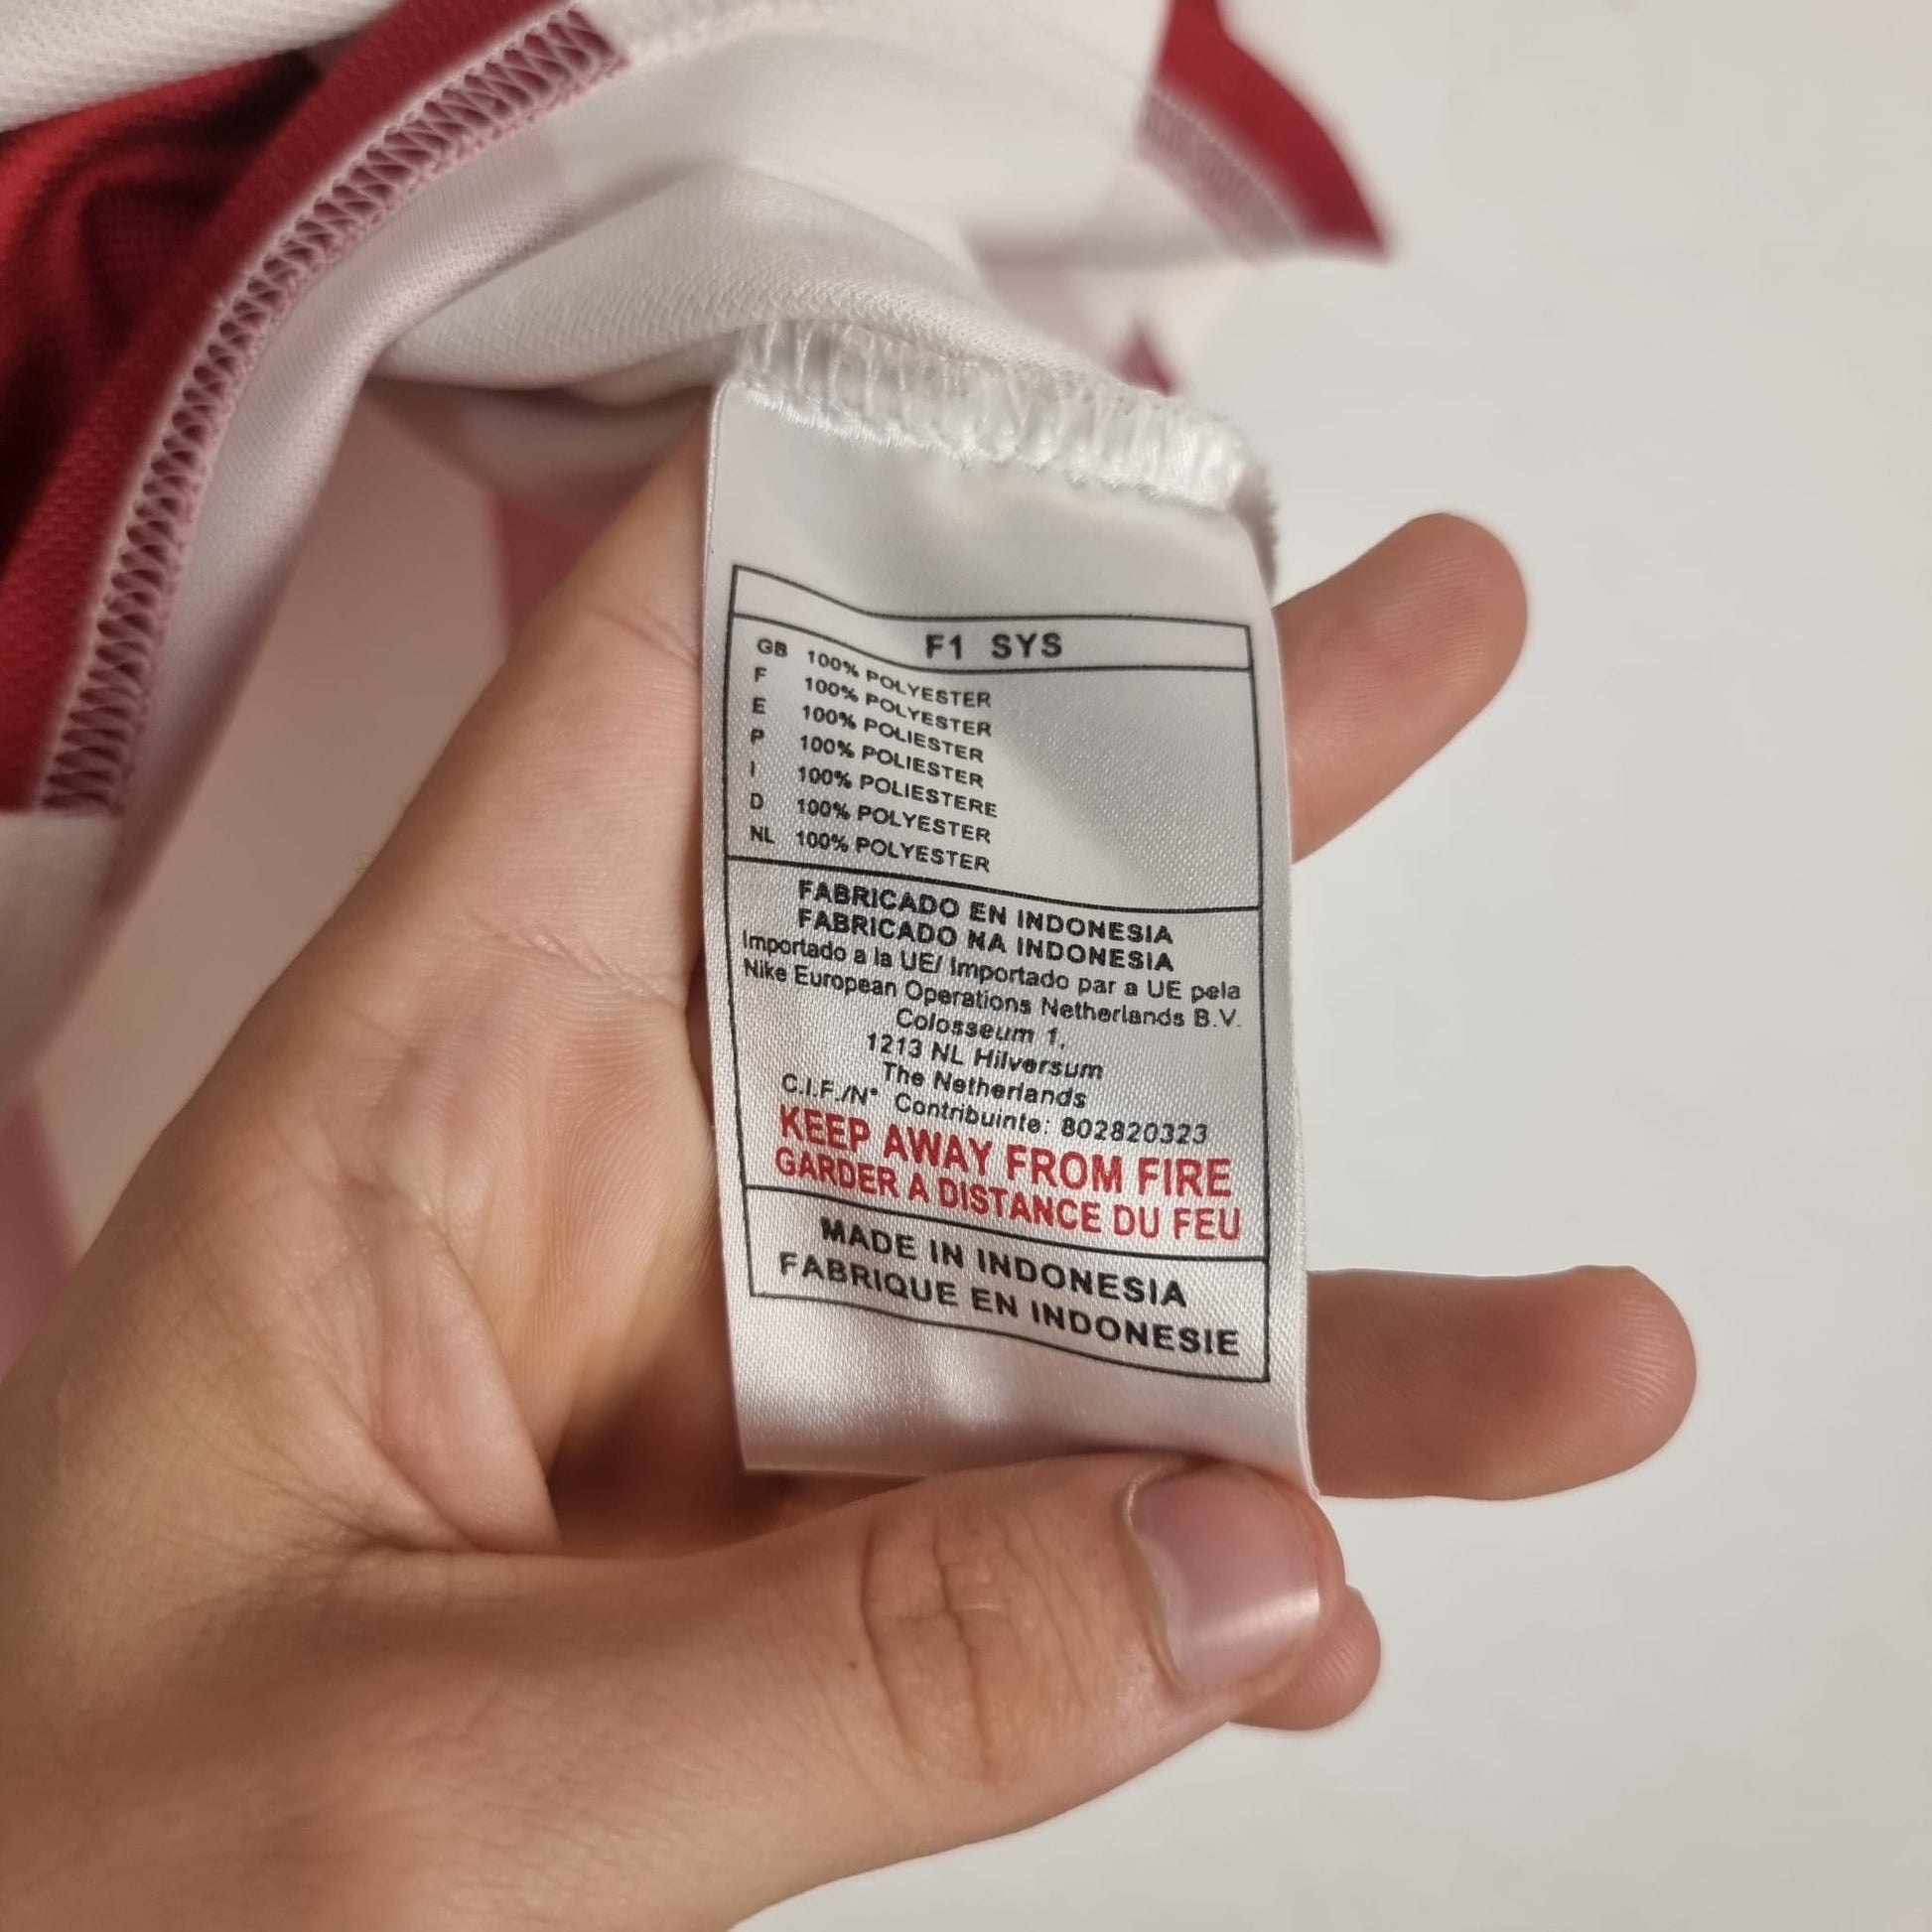 F1 SYS
GB 100% POLYESTER
F 100% POLYESTER
E 100% POLIESTER
P 100% POLIESTER
I 100% POLIESTERE
D 100% POLYESTER
NL 100% POLYESTER
FABRICADO EN INDONESIA
FABRICADO NA INDONESIA
Importado a la UE/ Importado par a UE pela
Nike European Operations Netherlands B.V.
Colosseum 1,
1213 NL Hilversum
The Netherlands
C.I.F./N° Contribuinte: 802820323
KEEP AWAY FROM FIRE
GARDER A DISTANCE DU FEU
MADE IN INDONESIA
FABRIQUE EN INDONESIE